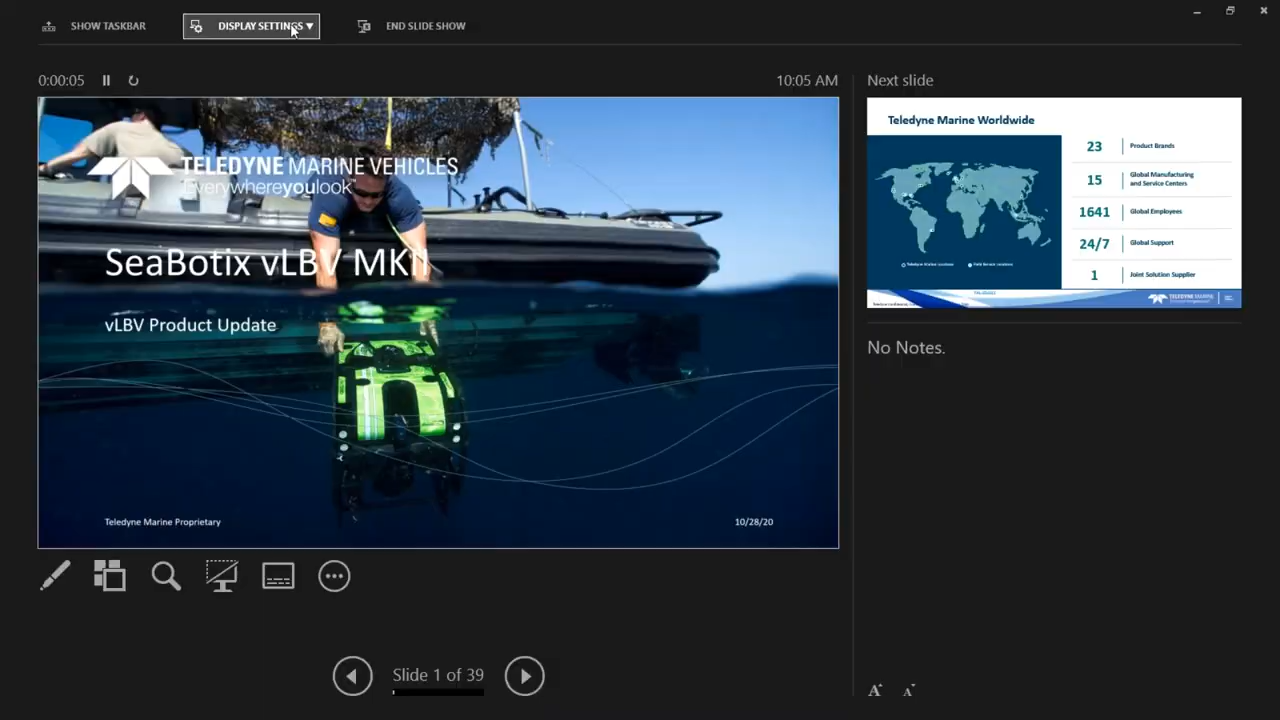 SHOW TASKBAR
DISPLAY SETTINGS ▼
END SLIDE SHOW
0:00:05
10:05 AM
TELEDYNE MARINE VEHICLES
Everywhereyoulook™
SeaBotix vLBV MKII
vLBV Product Update
Teledyne Marine Proprietary
10/28/20
Next slide
Teledyne Marine Worldwide
23 Product Brands
15 Global Manufacturing
and Service Centers
1641 Global Employees
24/7 Global Support
1 Joint Solution Supplier
TELEDYNE MARINE
No Notes.
Slide 1 of 39
A A